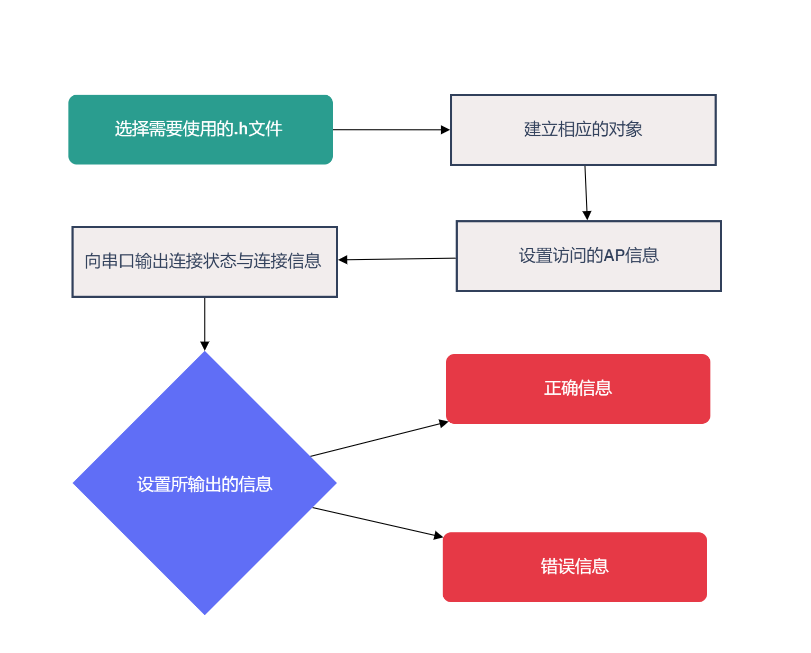 选择需要使用的.h文件
建立相应的对象
设置访问的AP信息
向串口输出连接状态与连接信息
设置所输出的信息
正确信息
错误信息